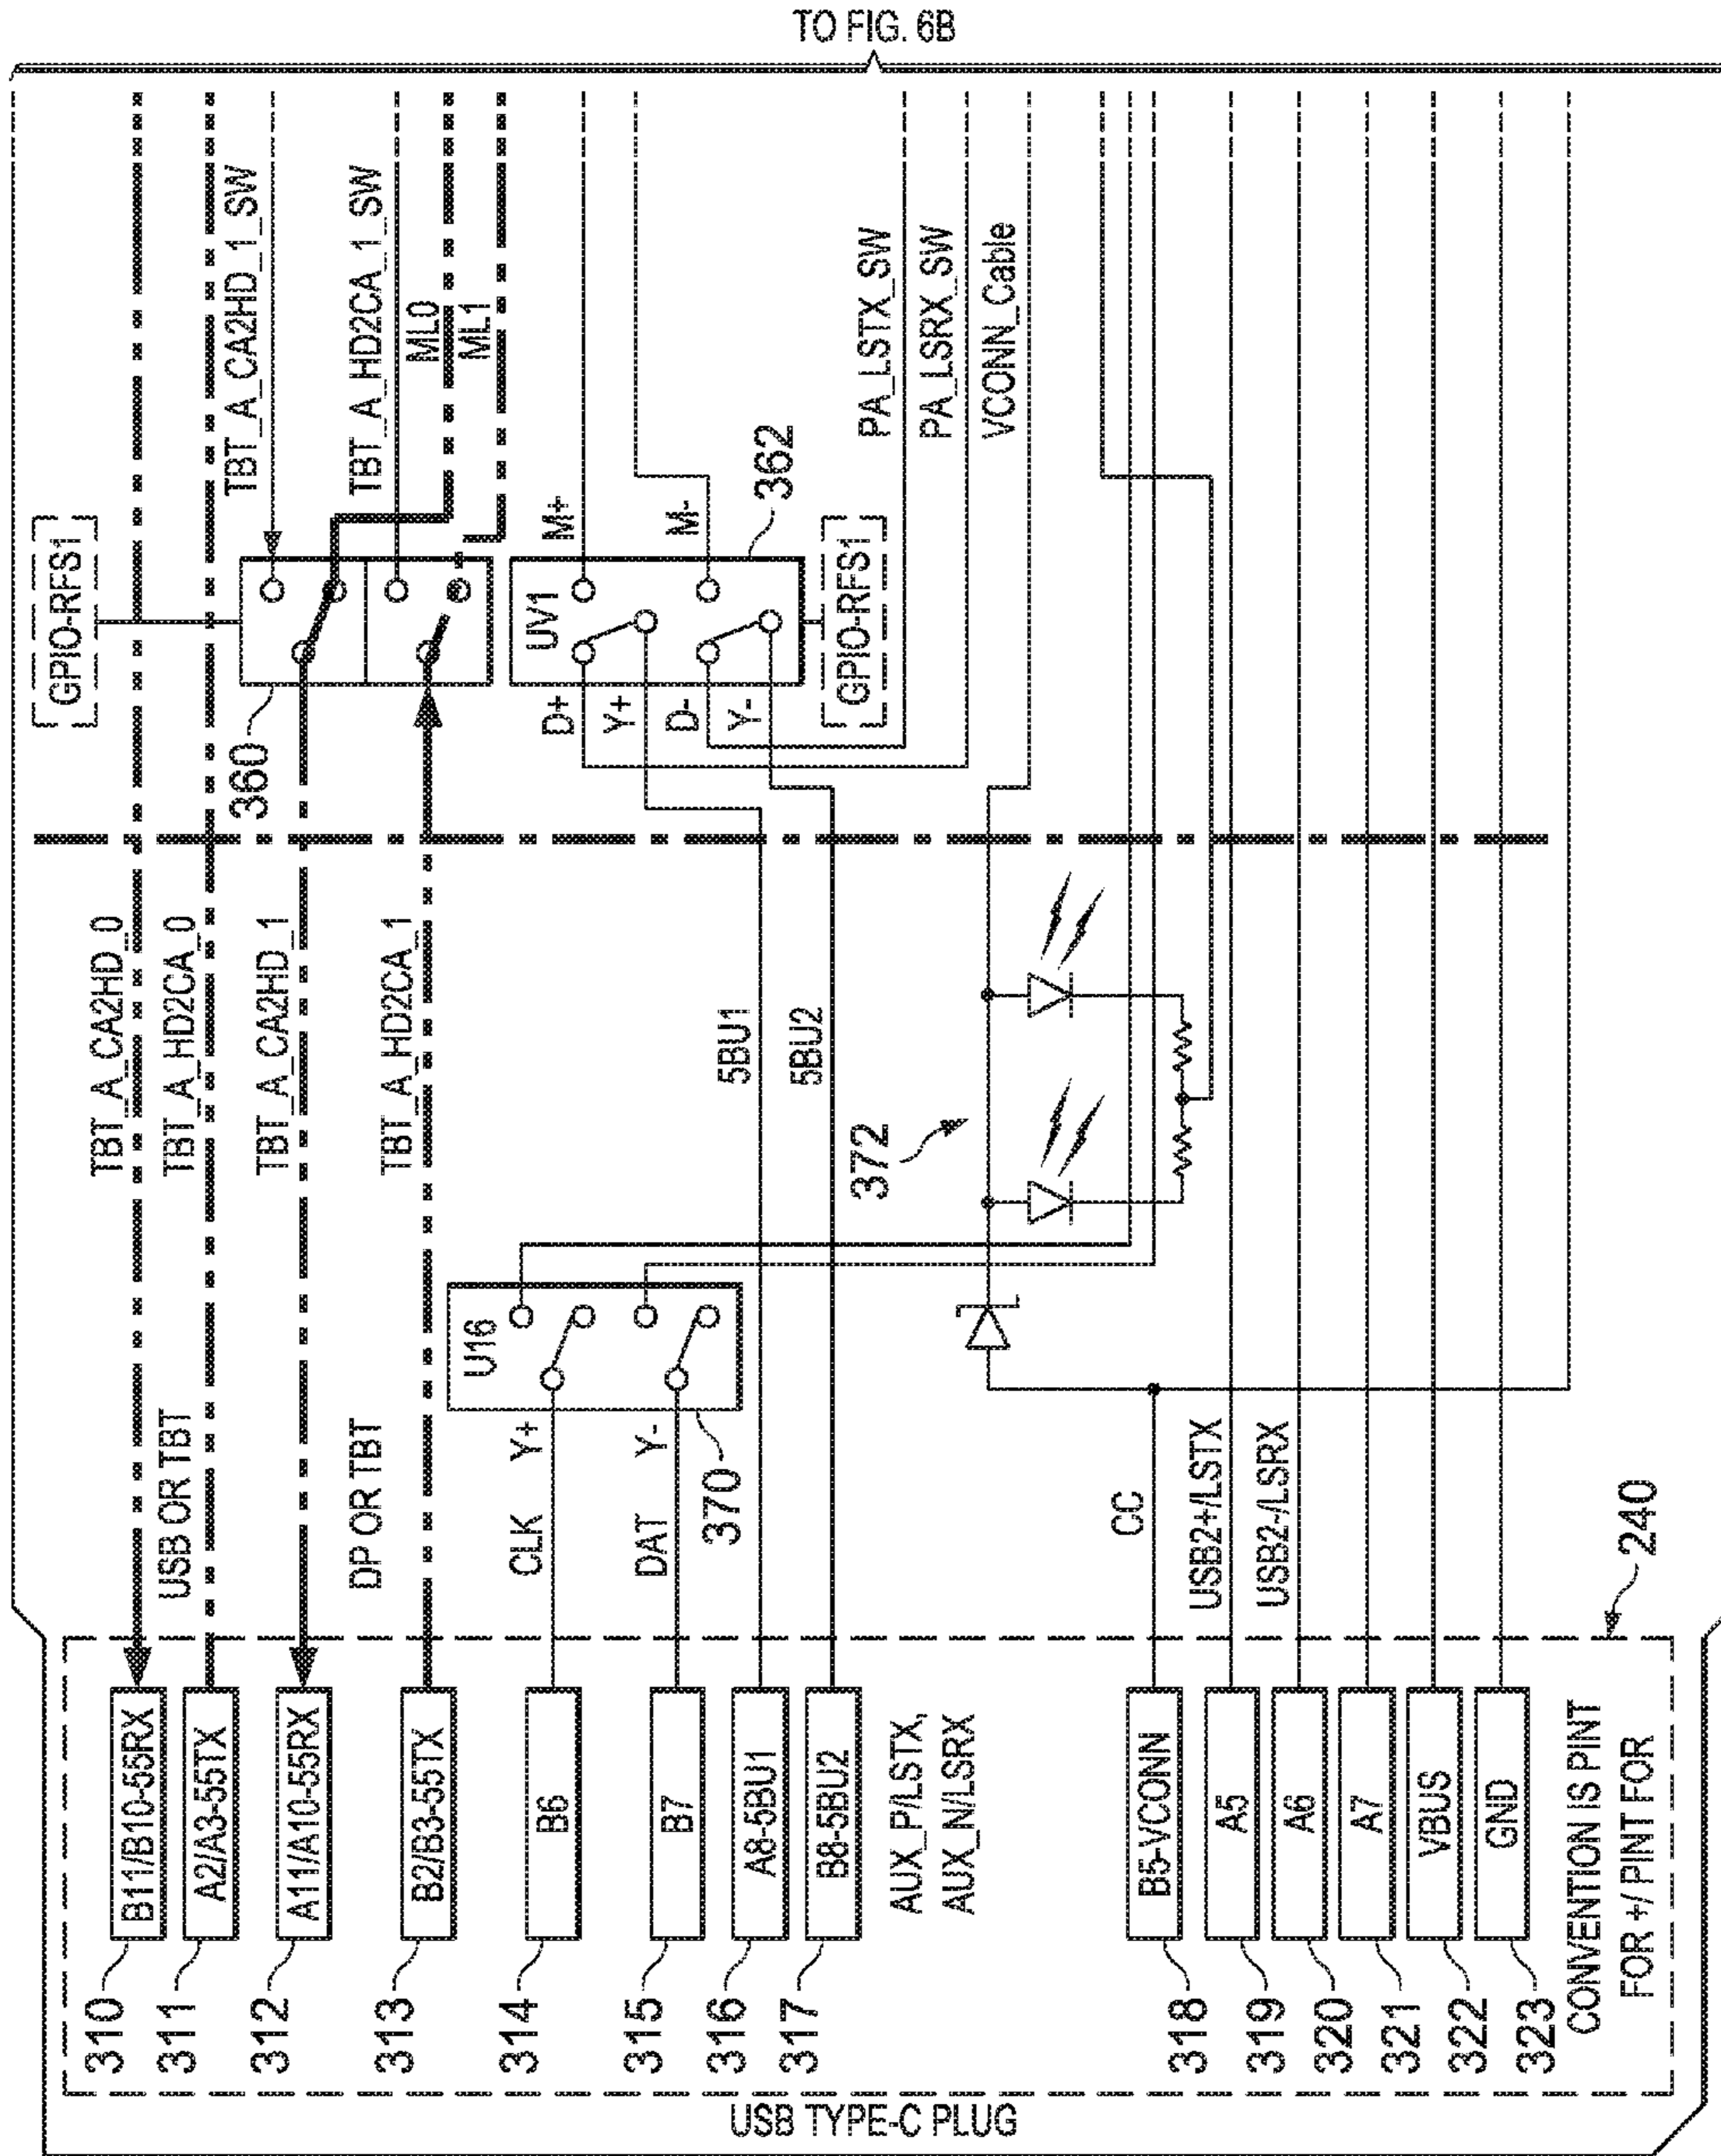 TO FIG. 6B
GPIO-RFS1
TBT_A_CA2HD_1_SW
TBT_A_HD2CA_1_SW
ML0
ML1
360
UV1
M+
M-
362
D+
Y+
D-
Y-
GPIO-RFS1
PA_LSTX_SW
PA_LSRX_SW
VCONN_Cable
TBT_A_CA2HD_0
TBT_A_HD2CA_0
TBT_A_CA2HD_1
TBT_A_HD2CA_1
5BU1
5BU2
372
USB OR TBT
DP OR TBT
U16
CLK
Y+
DAT
Y-
370
CC
USB2+/LSTX
USB2-/LSRX
240
B11/B10-55RX
A2/A3-55TX
A11/A10-55RX
B2/B3-55TX
B6
B7
A8-5BU1
B8-5BU2
AUX_P/LSTX,
AUX_N/LSRX
B5-VCONN
A5
A6
A7
VBUS
GND
CONVENTION IS PINT
FOR +/ PINT FOR
310
311
312
313
314
315
316
317
318
319
320
321
322
323
USB TYPE-C PLUG